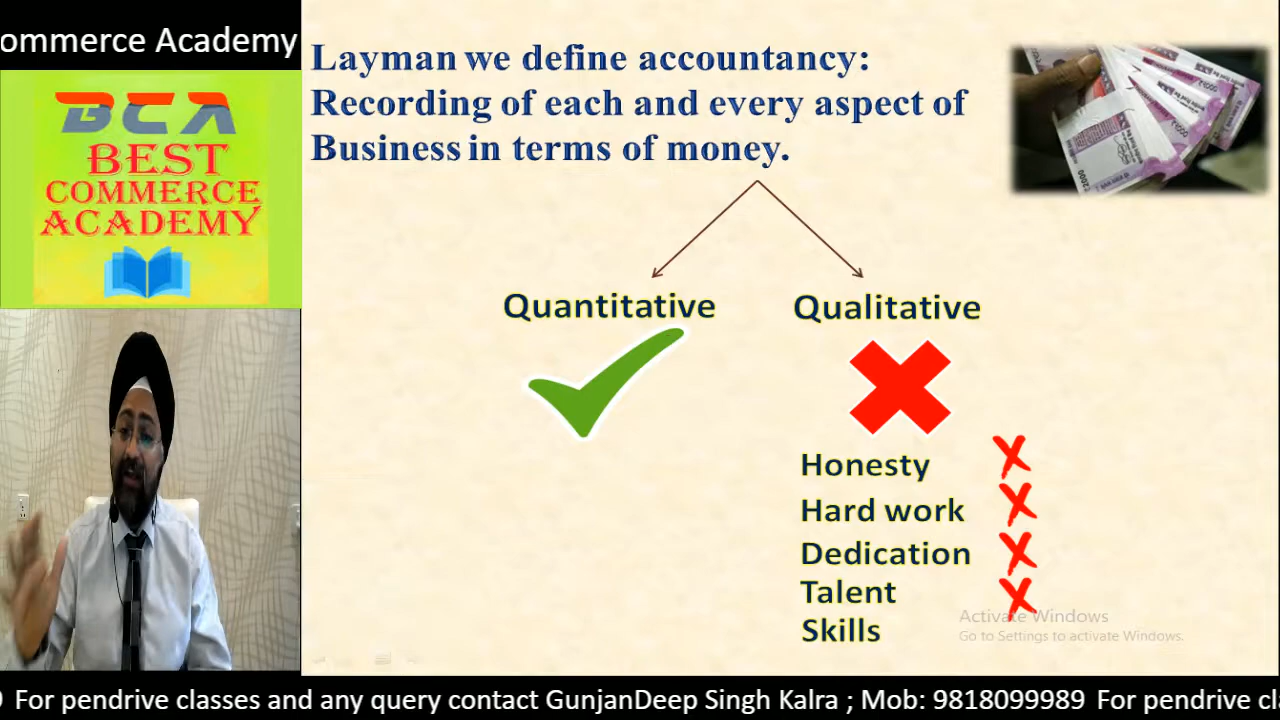 ommerce Academy
BCA
BEST
COMMERCE
ACADEMY
Layman we define accountancy:
Recording of each and every aspect of
Business in terms of money.
Quantitative
Qualitative
Honesty
Hard work
Dedication
Talent
Skills
Activate Windows
Go to Settings to activate Windows.
For pendrive classes and any query contact GunjanDeep Singh Kalra ; Mob: 9818099989 For pendrive cla